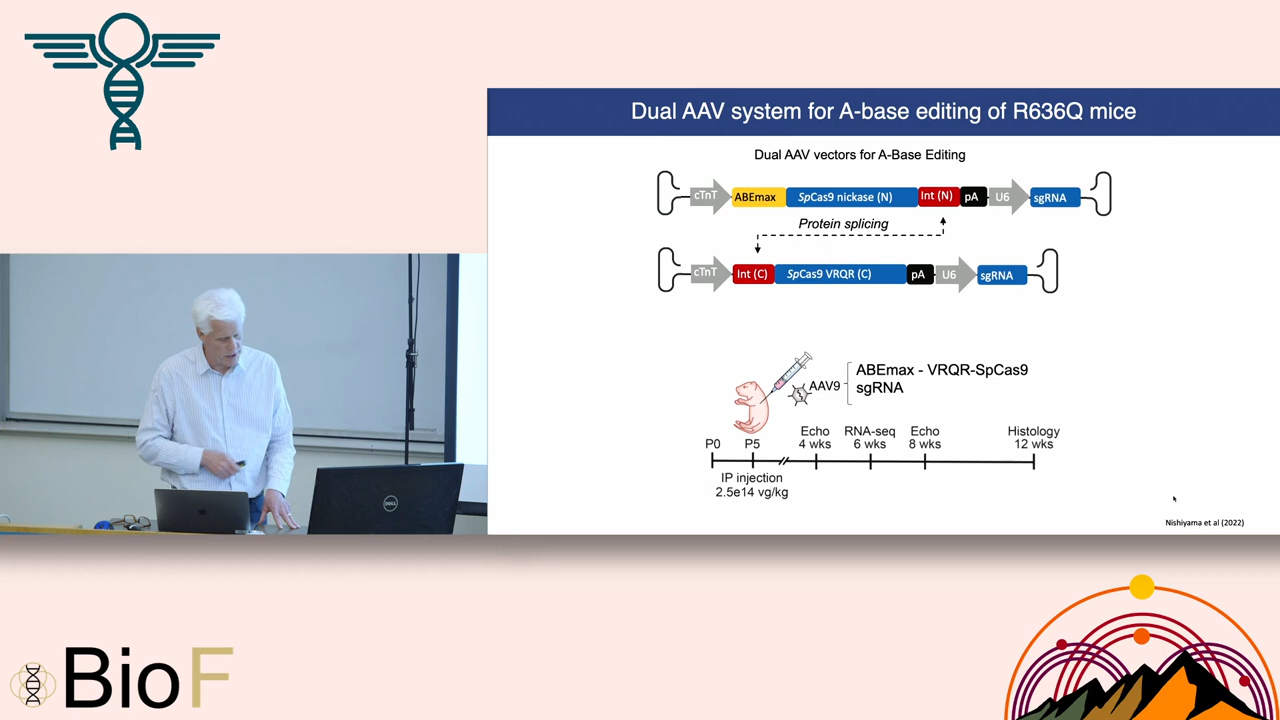 Dual AAV system for A-base editing of R636Q mice
Dual AAV vectors for A-Base Editing
cTnT ABEmax SpCas9 nickase (N) Int (N) pA U6 sgRNA
Protein splicing
cTnT Int (C) SpCas9 VRQR (C) pA U6 sgRNA
AAV9
ABEmax - VRQR-SpCas9
sgRNA
P0 P5 Echo 4 wks RNA-seq 6 wks Echo 8 wks Histology 12 wks
IP injection
2.5e14 vg/kg
Nishiyama et al (2022)
DELL
BioF